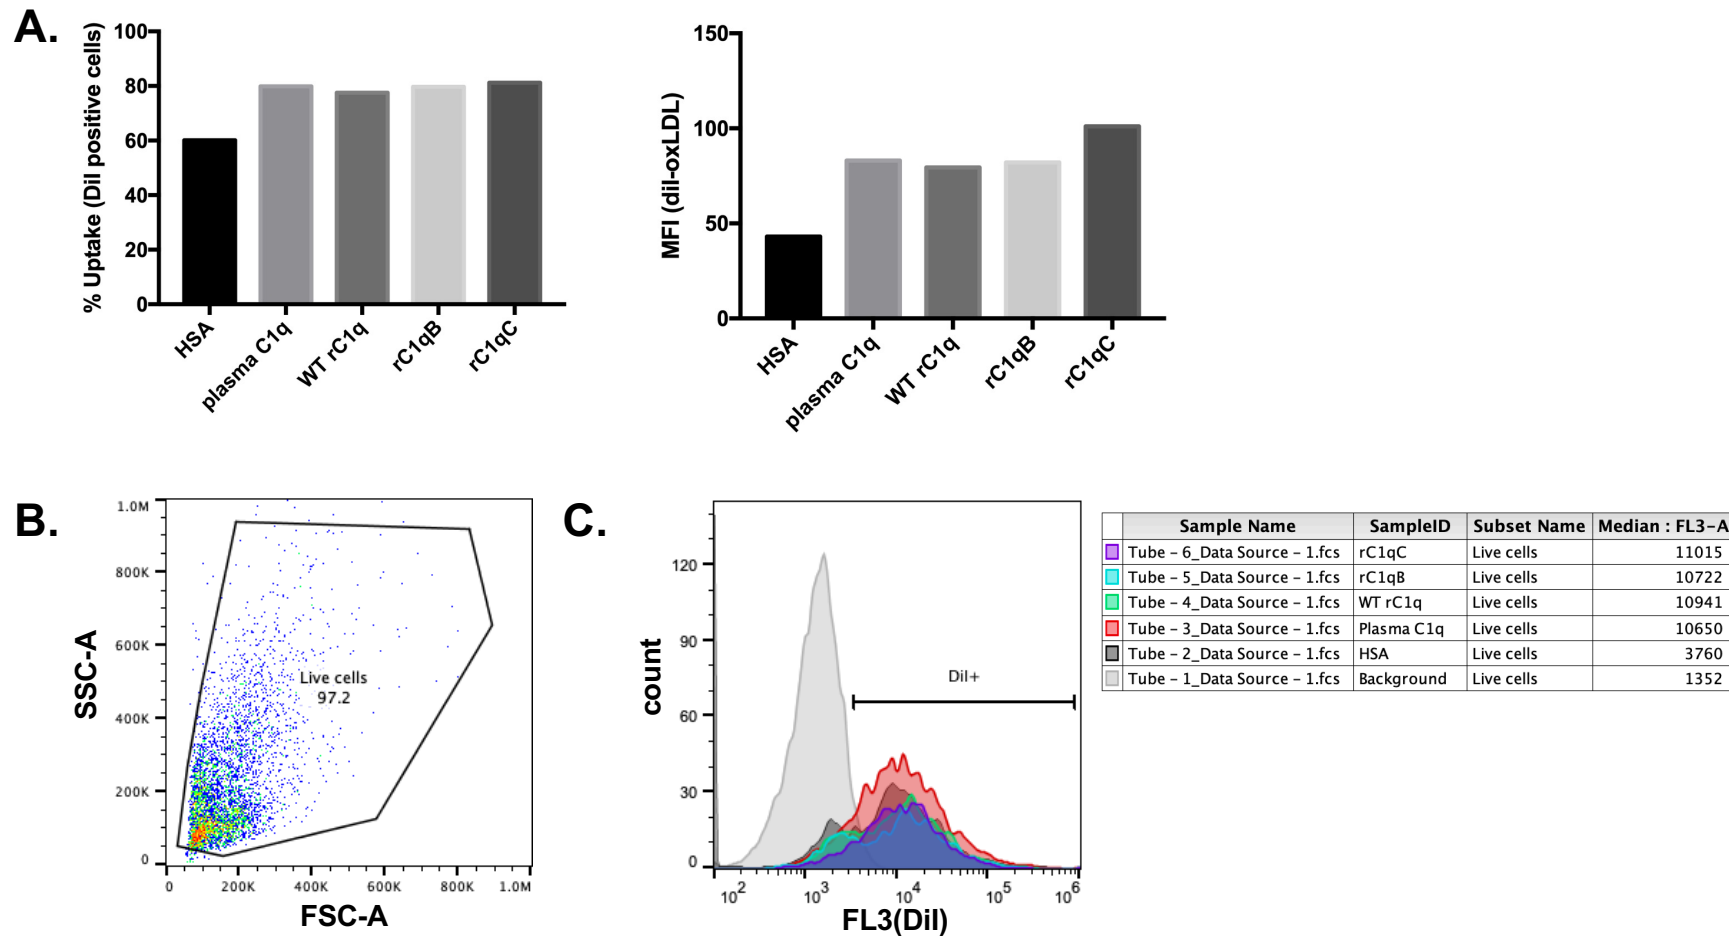 A.
% Uptake (Dil positive cells)
100
80
60
40
20
0
HSA
plasma C1q
WT rC1q
rC1qB
rC1qC
MFI (dil-oxLDL)
150
100
50
0
HSA
plasma C1q
WT rC1q
rC1qB
rC1qC
B.
SSC-A
1.0M
800K
600K
400K
200K
0
Live cells
97.2
0 200K 400K 600K 800K 1.0M
FSC-A
C.
count
120
90
60
30
0
Dil+
10^2 10^3 10^4 10^5 10^6
FL3(Dil)
Sample Name SampleID Subset Name Median : FL3-A
Tube - 6_Data Source - 1.fcs rC1qC Live cells 11015
Tube - 5_Data Source - 1.fcs rC1qB Live cells 10722
Tube - 4_Data Source - 1.fcs WT rC1q Live cells 10941
Tube - 3_Data Source - 1.fcs Plasma C1q Live cells 10650
Tube - 2_Data Source - 1.fcs HSA Live cells 3760
Tube - 1_Data Source - 1.fcs Background Live cells 1352